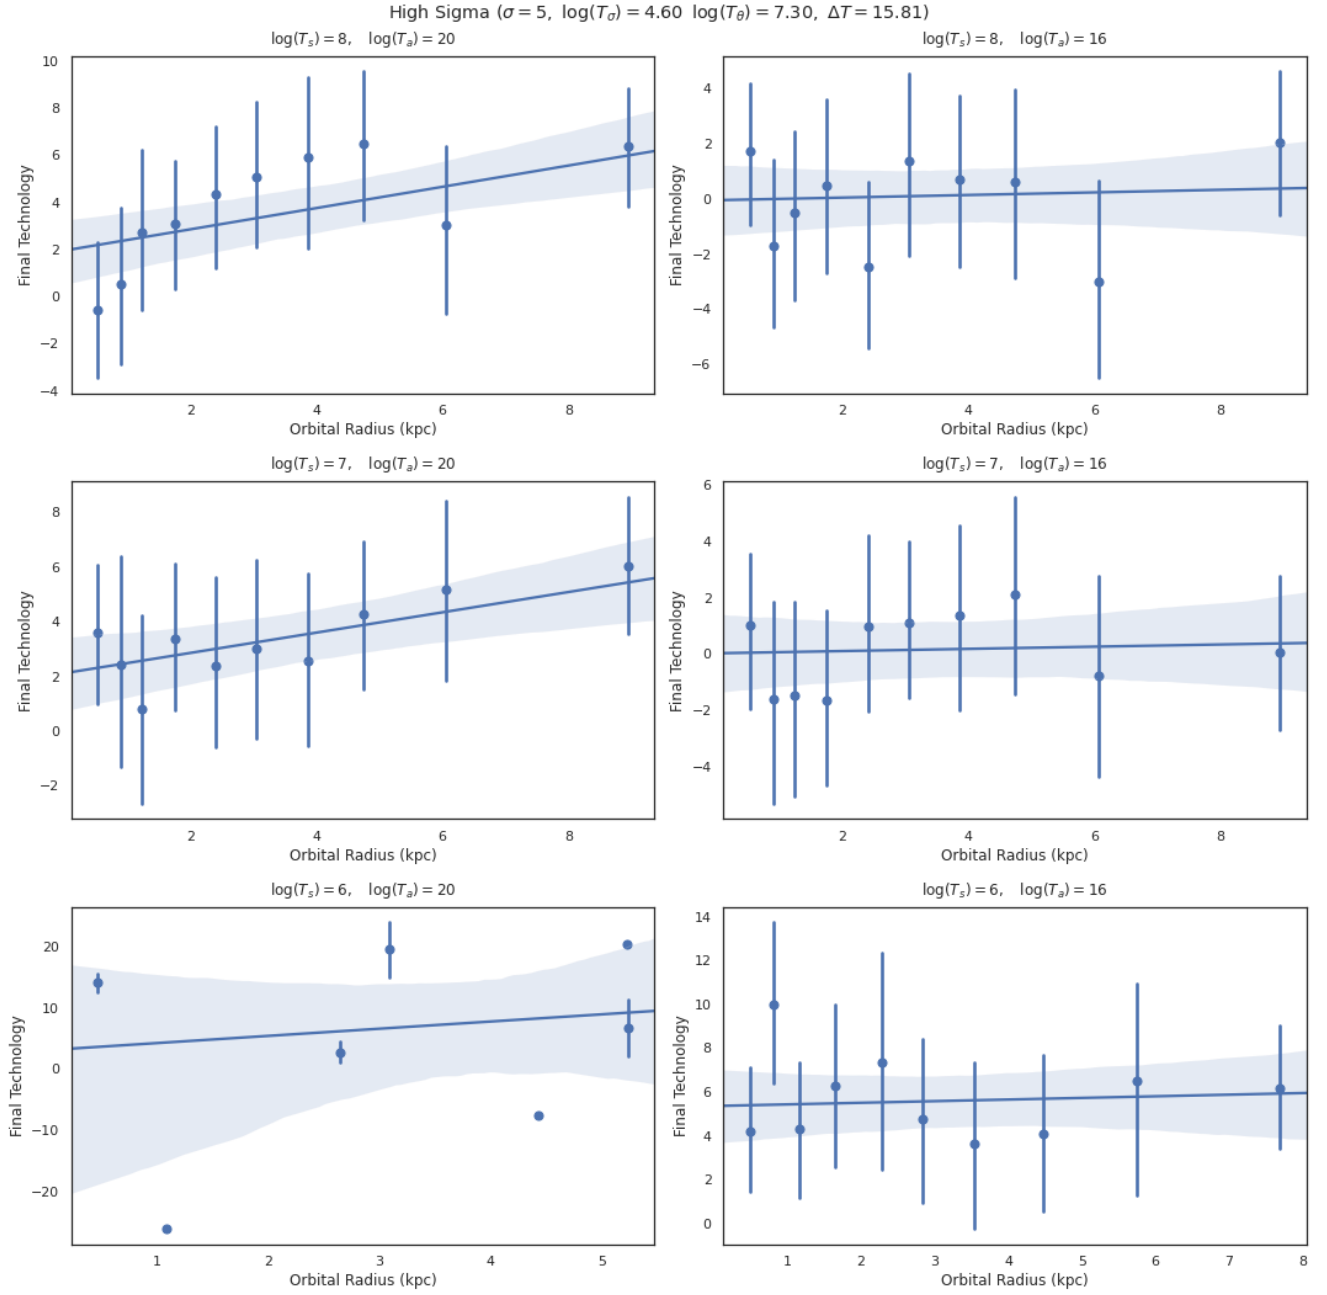 High Sigma (σ = 5, log(T_σ) = 4.60 log(T_θ) = 7.30, ΔT = 15.81)
log(T_s) = 8, log(T_a) = 20
10
8
6
4
2
0
−2
−4
Final Technology
2 4 6 8
Orbital Radius (kpc)
log(T_s) = 8, log(T_a) = 16
4
2
0
−2
−4
−6
Final Technology
2 4 6 8
Orbital Radius (kpc)
log(T_s) = 7, log(T_a) = 20
8
6
4
2
0
−2
Final Technology
2 4 6 8
Orbital Radius (kpc)
log(T_s) = 7, log(T_a) = 16
6
4
2
0
−2
−4
Final Technology
2 4 6 8
Orbital Radius (kpc)
log(T_s) = 6, log(T_a) = 20
20
10
0
−10
−20
Final Technology
1 2 3 4 5
Orbital Radius (kpc)
log(T_s) = 6, log(T_a) = 16
14
12
10
8
6
4
2
0
Final Technology
1 2 3 4 5 6 7 8
Orbital Radius (kpc)